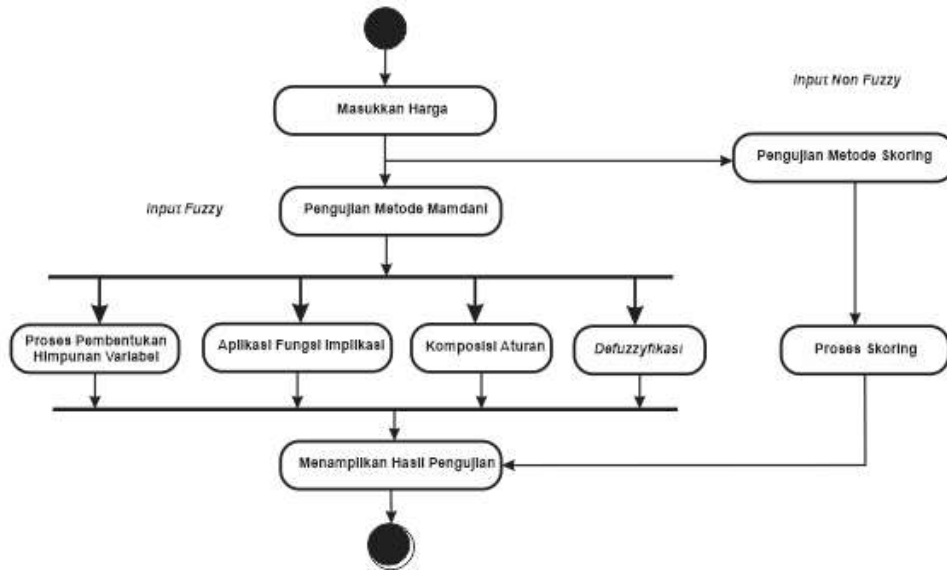 Input Non Fuzzy
Masukkan Harga
Pengujian Metode Skoring
Input Fuzzy
Pengujian Metode Mamdani
Proses Pembentukan
Himpunan Variabel
Aplikasi Fungsi Implikasi
Komposisi Aturan
Defuzzyfikasi
Proses Skoring
Menampilkan Hasil Pengujian